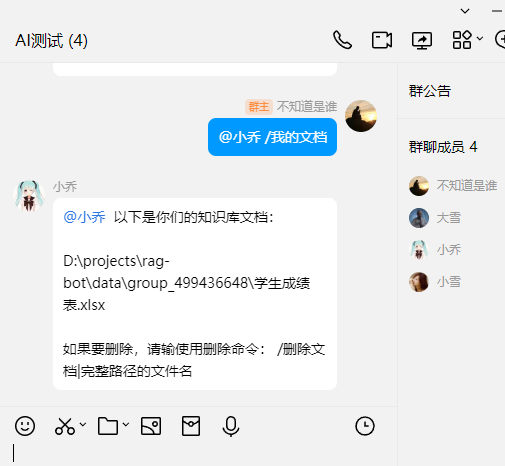 AI测试 (4)
群主 不知道是谁
@小乔 /我的文档
小乔
@小乔 以下是你们的知识库文档：
D:\projects\rag-
bot\data\group_499436648\学生成绩
表.xlsx
如果要删除，请输使用删除命令： /删除文
档|完整路径的文件名
群公告
群聊成员 4
不知道是谁
大雪
小乔
小雪